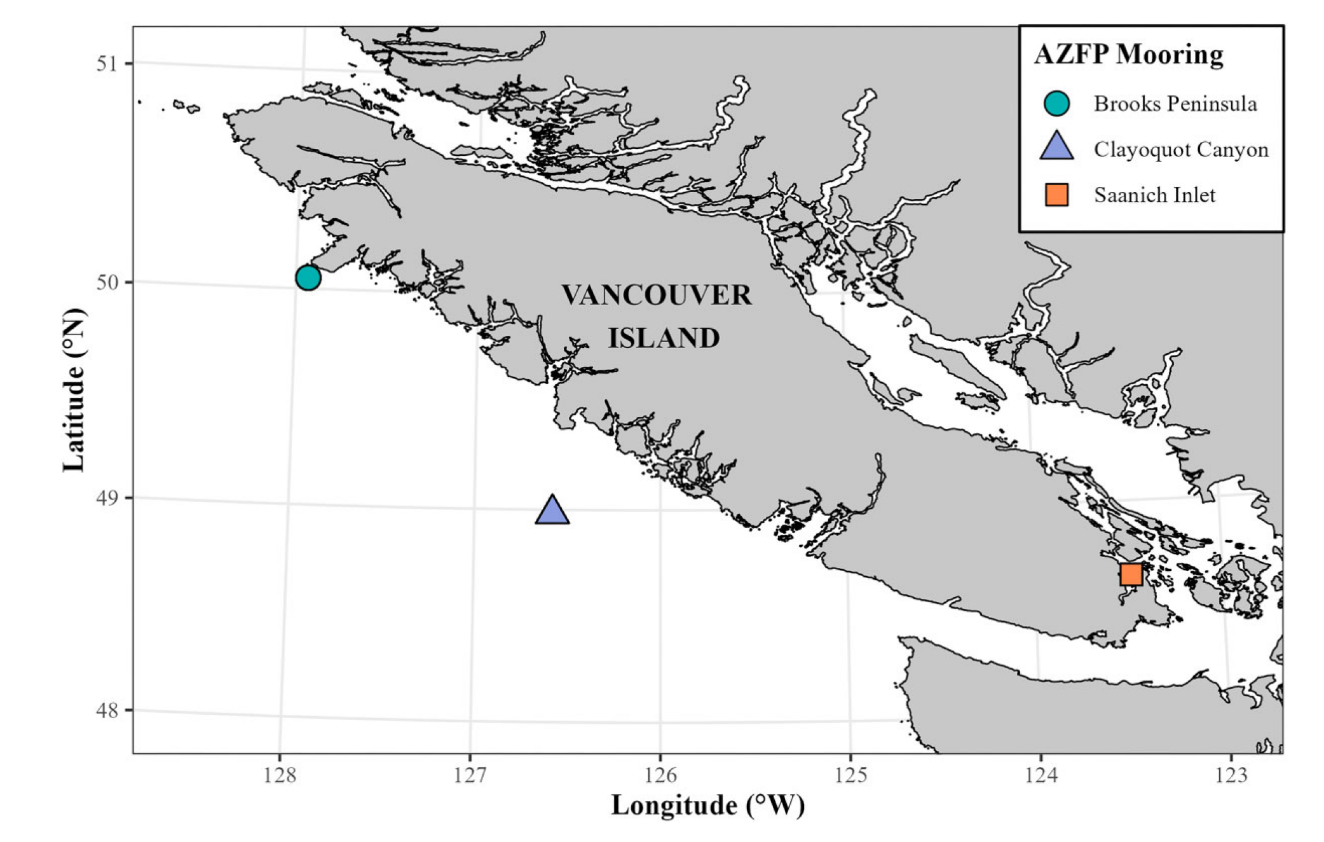 AZFP Mooring
Brooks Peninsula
Clayoquot Canyon
Saanich Inlet
51
50
49
48
Latitude (°N)
VANCOUVER
ISLAND
128
127
126
125
124
123
Longitude (°W)